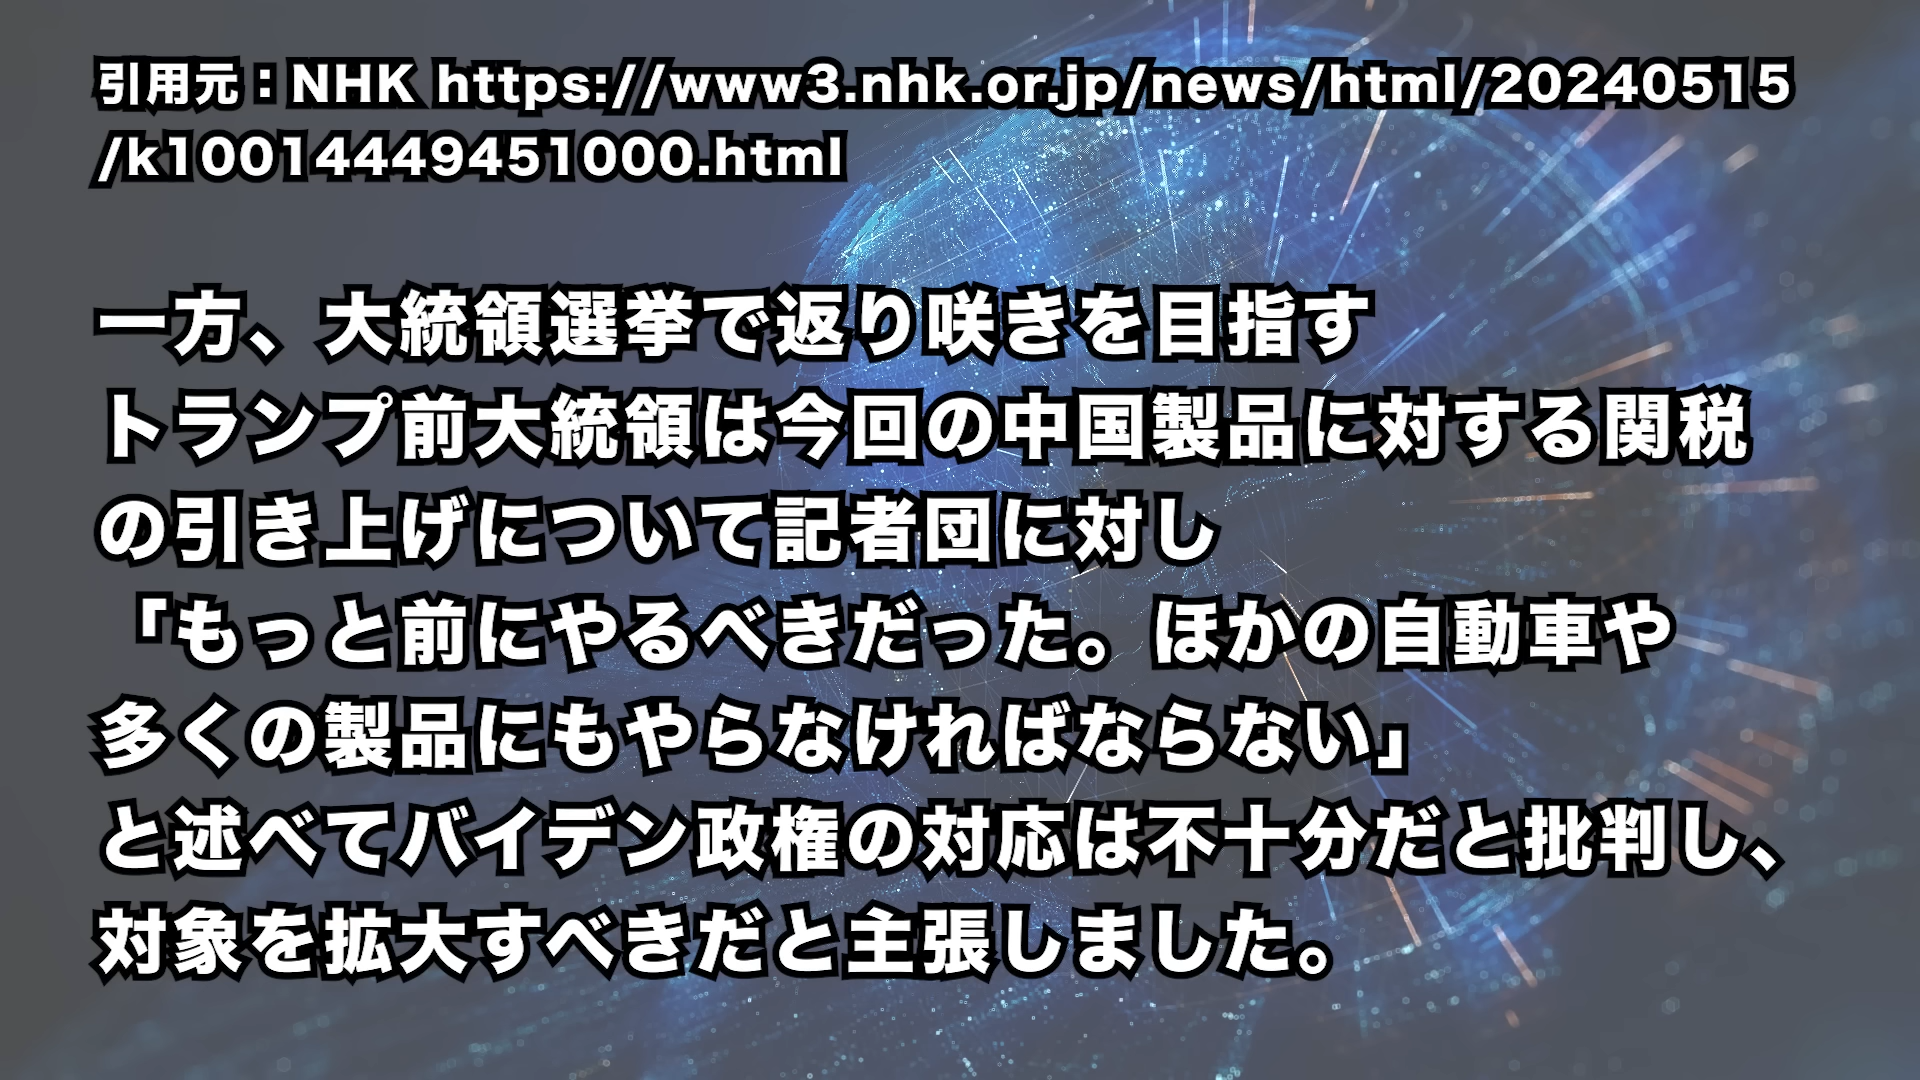 引用元：NHK https://www3.nhk.or.jp/news/html/20240515
/k10014449451000.html
一方、大統領選挙で返り咲きを目指す
トランプ前大統領は今回の中国製品に対する関税
の引き上げについて記者団に対し
「もっと前にやるべきだった。ほかの自動車や
多くの製品にもやらなければならない」
と述べてバイデン政権の対応は不十分だと批判し、
対象を拡大すべきだと主張しました。